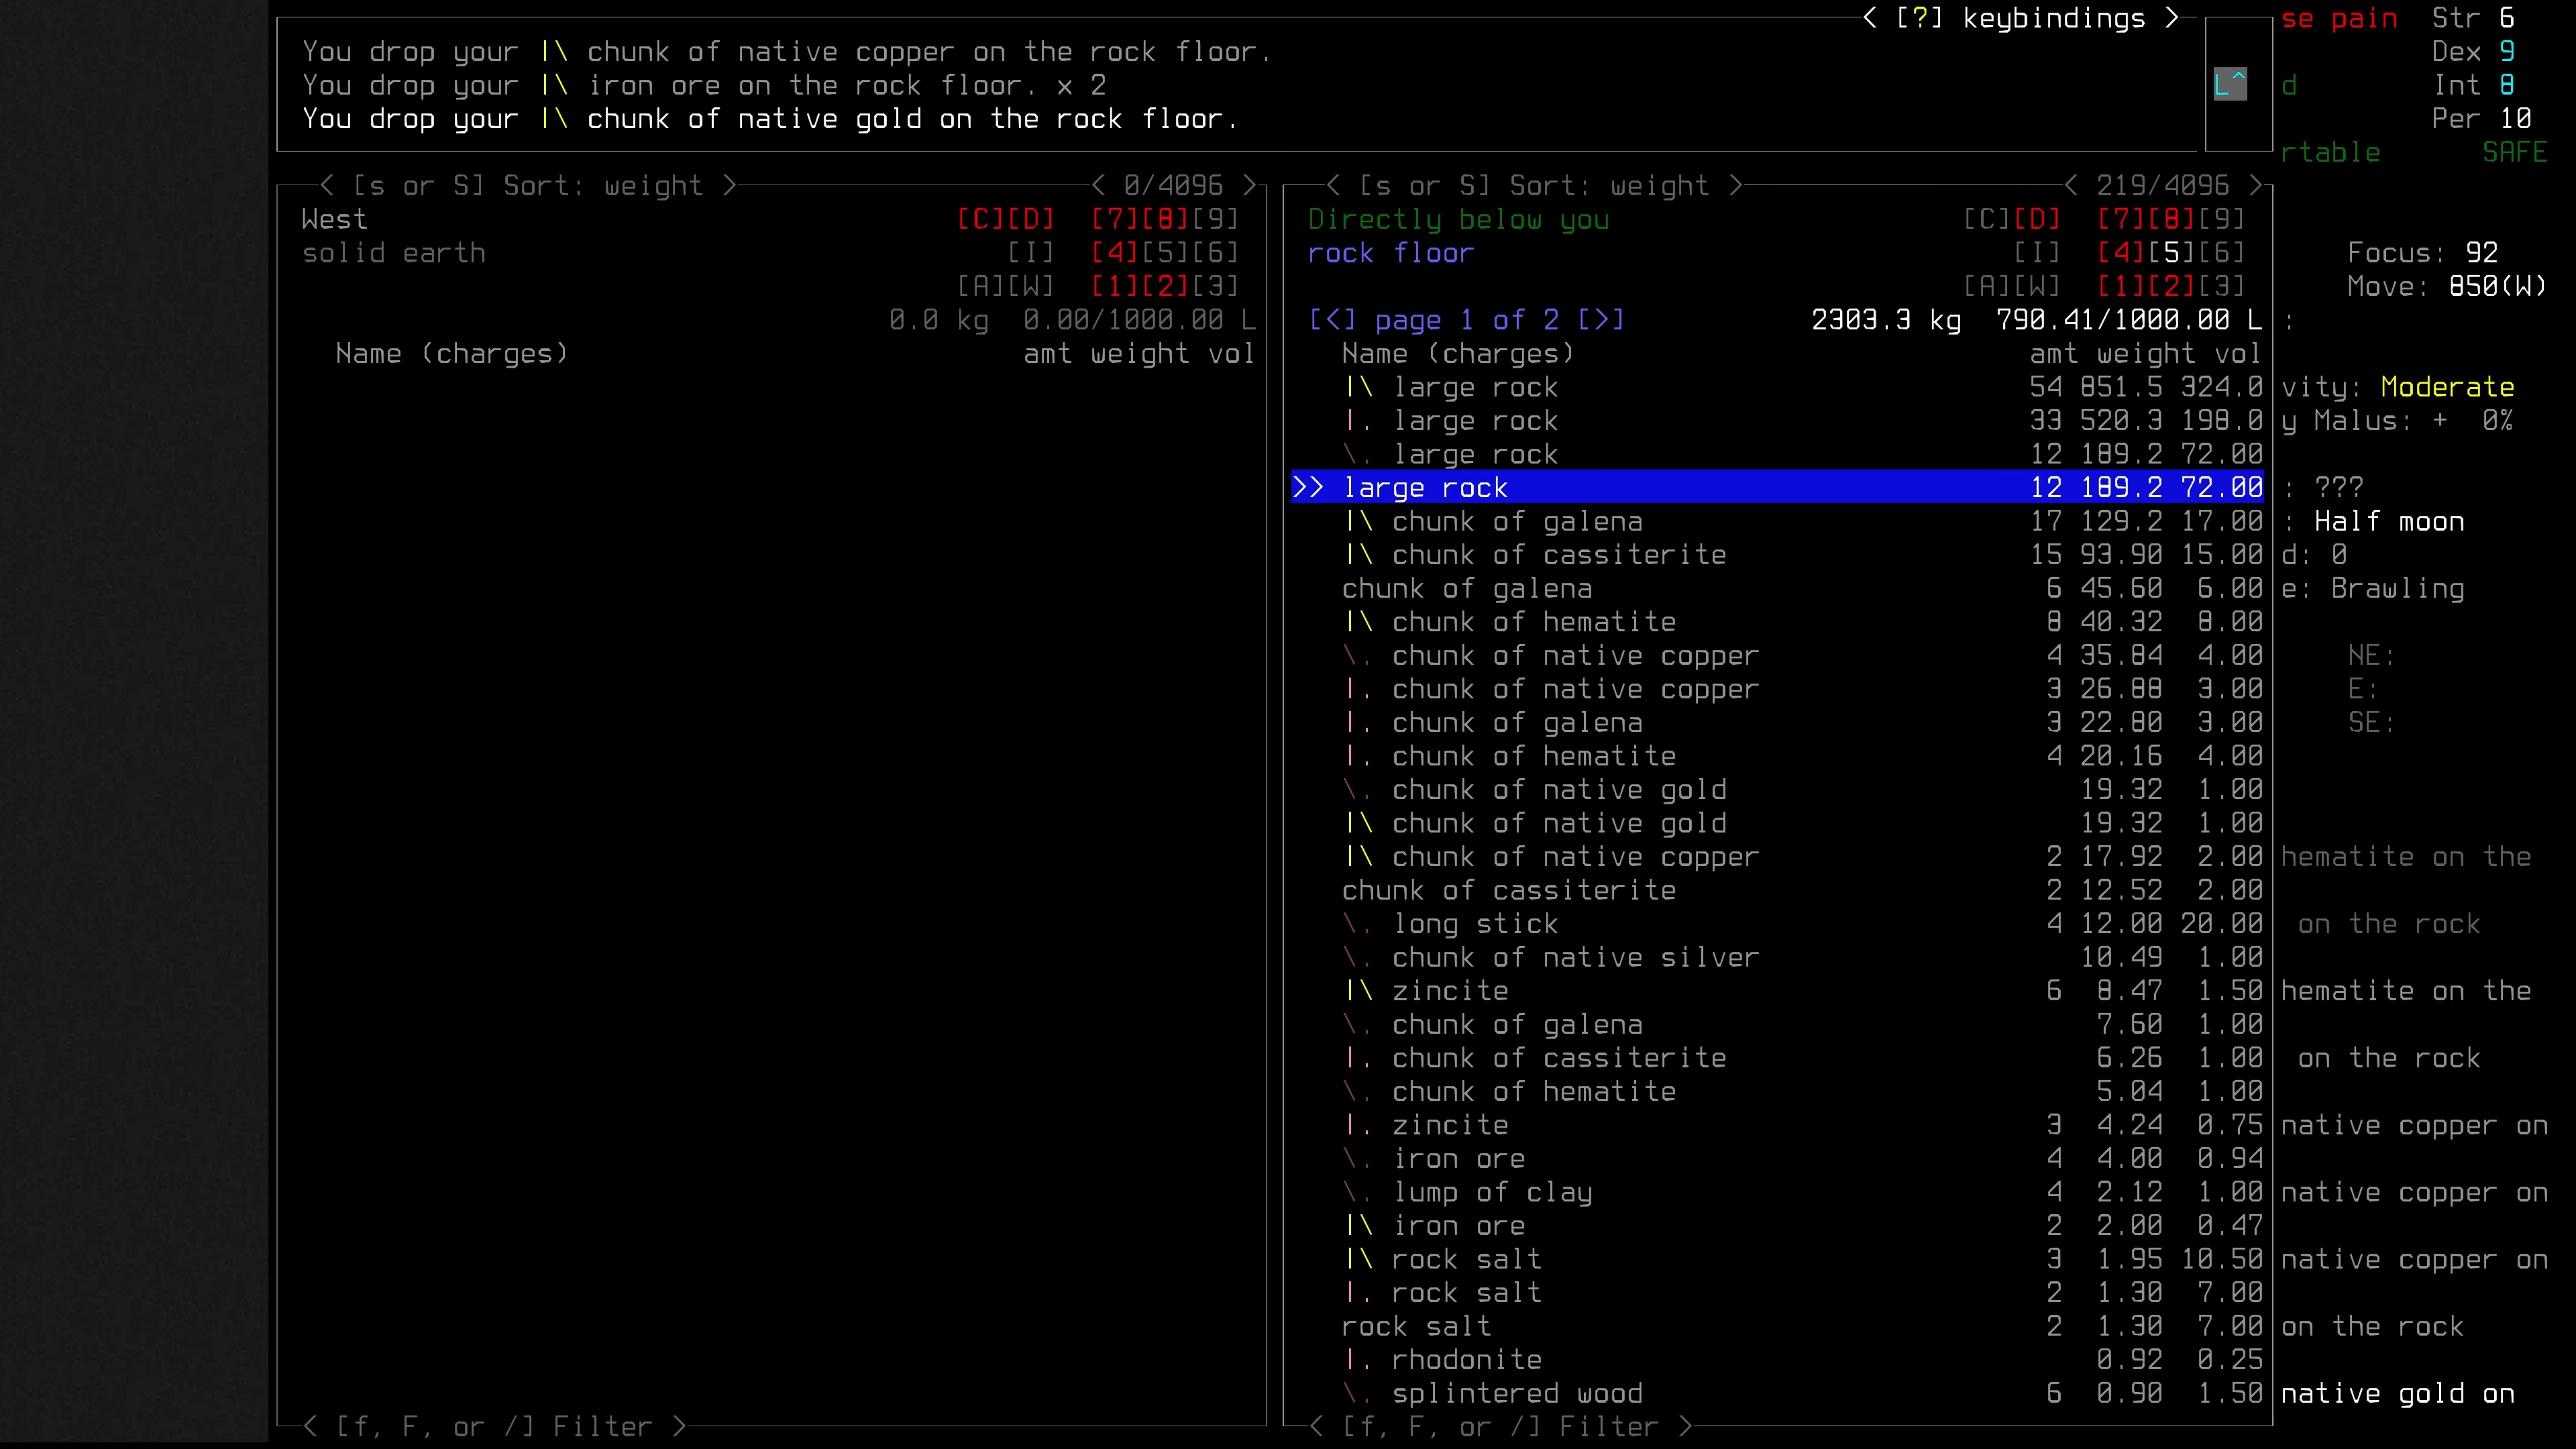 < [?] keybindings >
You drop your |\ chunk of native copper on the rock floor.
You drop your |\ iron ore on the rock floor. x 2
You drop your |\ chunk of native gold on the rock floor.
L^
se pain Str 6
Dex 9
d Int 8
Per 10
rtable SAFE
< [s or S] Sort: weight > < 0/4096 >
West [C][D] [7][8][9]
solid earth [I] [4][5][6]
[A][W] [1][2][3]
0.0 kg 0.00/1000.00 L
Name (charges) amt weight vol
< [f, F, or /] Filter >
< [s or S] Sort: weight > < 219/4096 >
Directly below you [C][D] [7][8][9]
rock floor [I] [4][5][6]
[A][W] [1][2][3]
[<] page 1 of 2 [>] 2303.3 kg 790.41/1000.00 L
Name (charges) amt weight vol
|\ large rock 54 851.5 324.0
|. large rock 33 520.3 198.0
\. large rock 12 189.2 72.00
>> large rock 12 189.2 72.00
|\ chunk of galena 17 129.2 17.00
|\ chunk of cassiterite 15 93.90 15.00
chunk of galena 6 45.60 6.00
|\ chunk of hematite 8 40.32 8.00
\. chunk of native copper 4 35.84 4.00
|. chunk of native copper 3 26.88 3.00
|. chunk of galena 3 22.80 3.00
|. chunk of hematite 4 20.16 4.00
\. chunk of native gold 19.32 1.00
|\ chunk of native gold 19.32 1.00
|\ chunk of native copper 2 17.92 2.00
chunk of cassiterite 2 12.52 2.00
\. long stick 4 12.00 20.00
\. chunk of native silver 10.49 1.00
|\ zincite 6 8.47 1.50
\. chunk of galena 7.60 1.00
|. chunk of cassiterite 6.26 1.00
\. chunk of hematite 5.04 1.00
|. zincite 3 4.24 0.75
\. iron ore 4 4.00 0.94
\. lump of clay 4 2.12 1.00
|\ iron ore 2 2.00 0.47
|\ rock salt 3 1.95 10.50
|. rock salt 2 1.30 7.00
rock salt 2 1.30 7.00
|. rhodonite 0.92 0.25
\. splintered wood 6 0.90 1.50
< [f, F, or /] Filter >
Focus: 92
Move: 850(W)
:
vity: Moderate
y Malus: + 0%
: ???
: Half moon
d: 0
e: Brawling
NE:
E:
SE:
hematite on the
on the rock
hematite on the
on the rock
native copper on
native copper on
native copper on
on the rock
native gold on